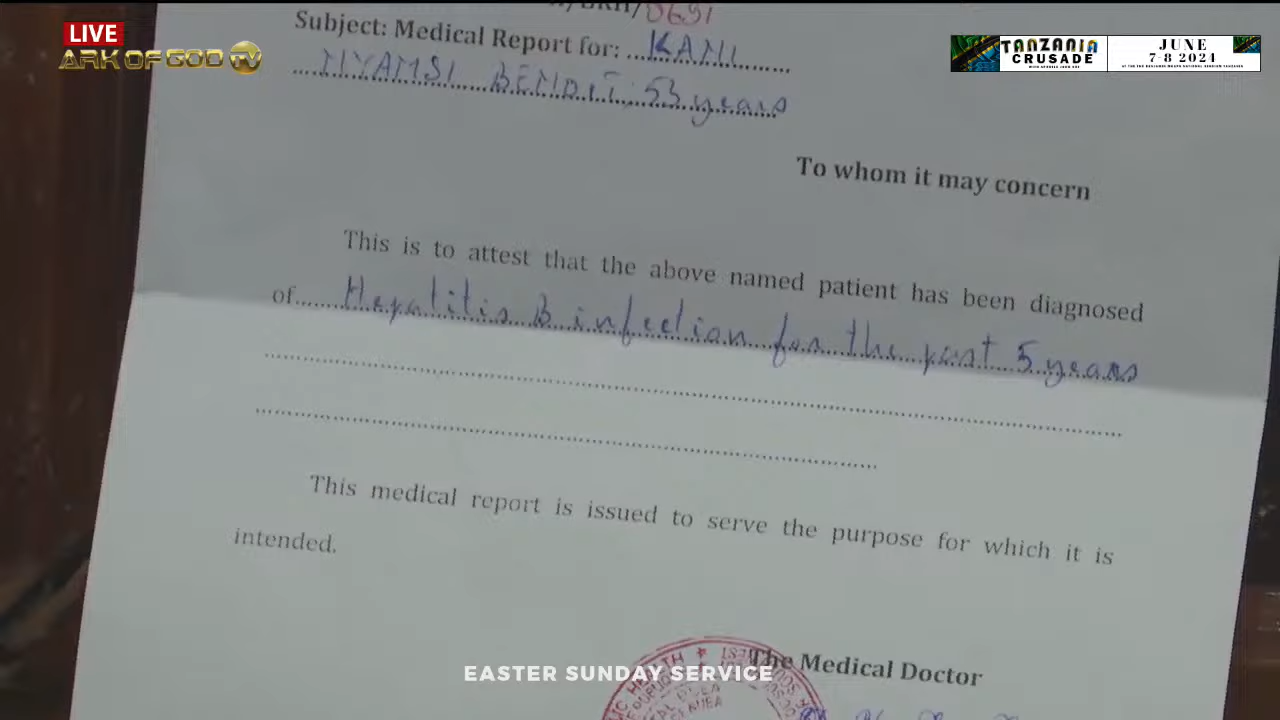 LIVE
ARK OF GOD TV
TANZANIA
CRUSADE
JUNE
7-8 2024
/0691
Subject: Medical Report for: ...KANI.......
NYAMSI BENOIT, 53 years
To whom it may concern
This is to attest that the above named patient has been diagnosed
of.....Hepatitis B infection for the past 5 years
This medical report is issued to serve the purpose for which it is
intended.
The Medical Doctor
EASTER SUNDAY SERVICE